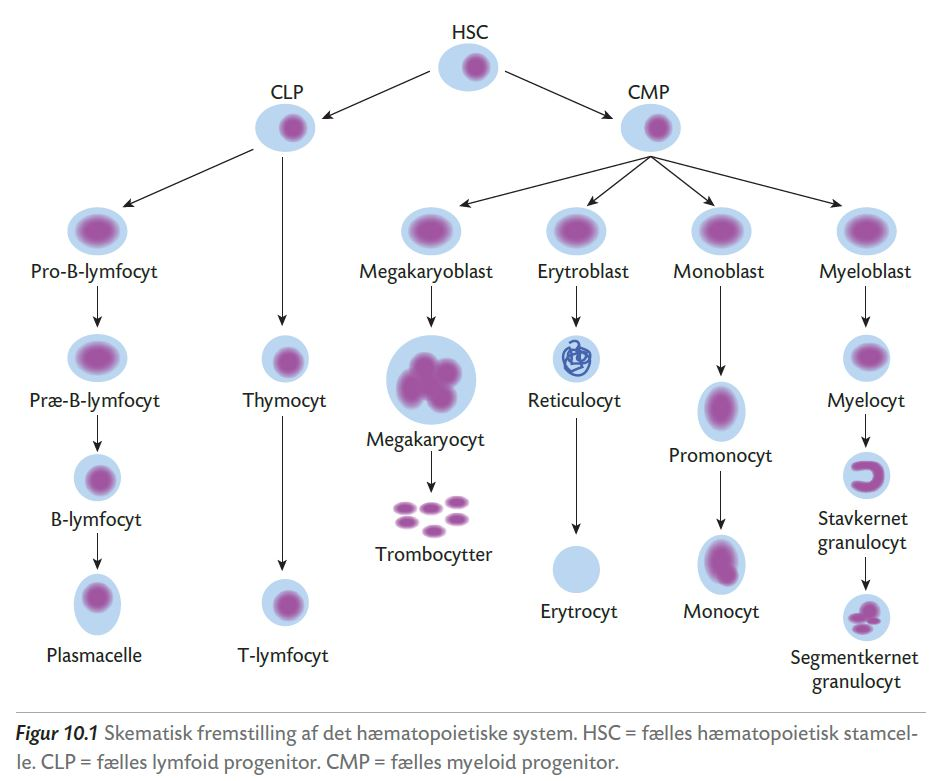 HSC
CLP
CMP
Pro-B-lymfocyt
Megakaryoblast
Erytroblast
Monoblast
Myeloblast
Præ-B-lymfocyt
Thymocyt
Reticulocyt
Myelocyt
Megakaryocyt
Promonocyt
B-lymfocyt
Stavkernet
granulocyt
Trombocytter
Erytrocyt
Monocyt
Plasmacelle
T-lymfocyt
Segmentkernet
granulocyt
Figur 10.1 Skematisk fremstilling af det hæmatopoietiske system. HSC = fælles hæmatopoietisk stamcel-
le. CLP = fælles lymfoid progenitor. CMP = fælles myeloid progenitor.